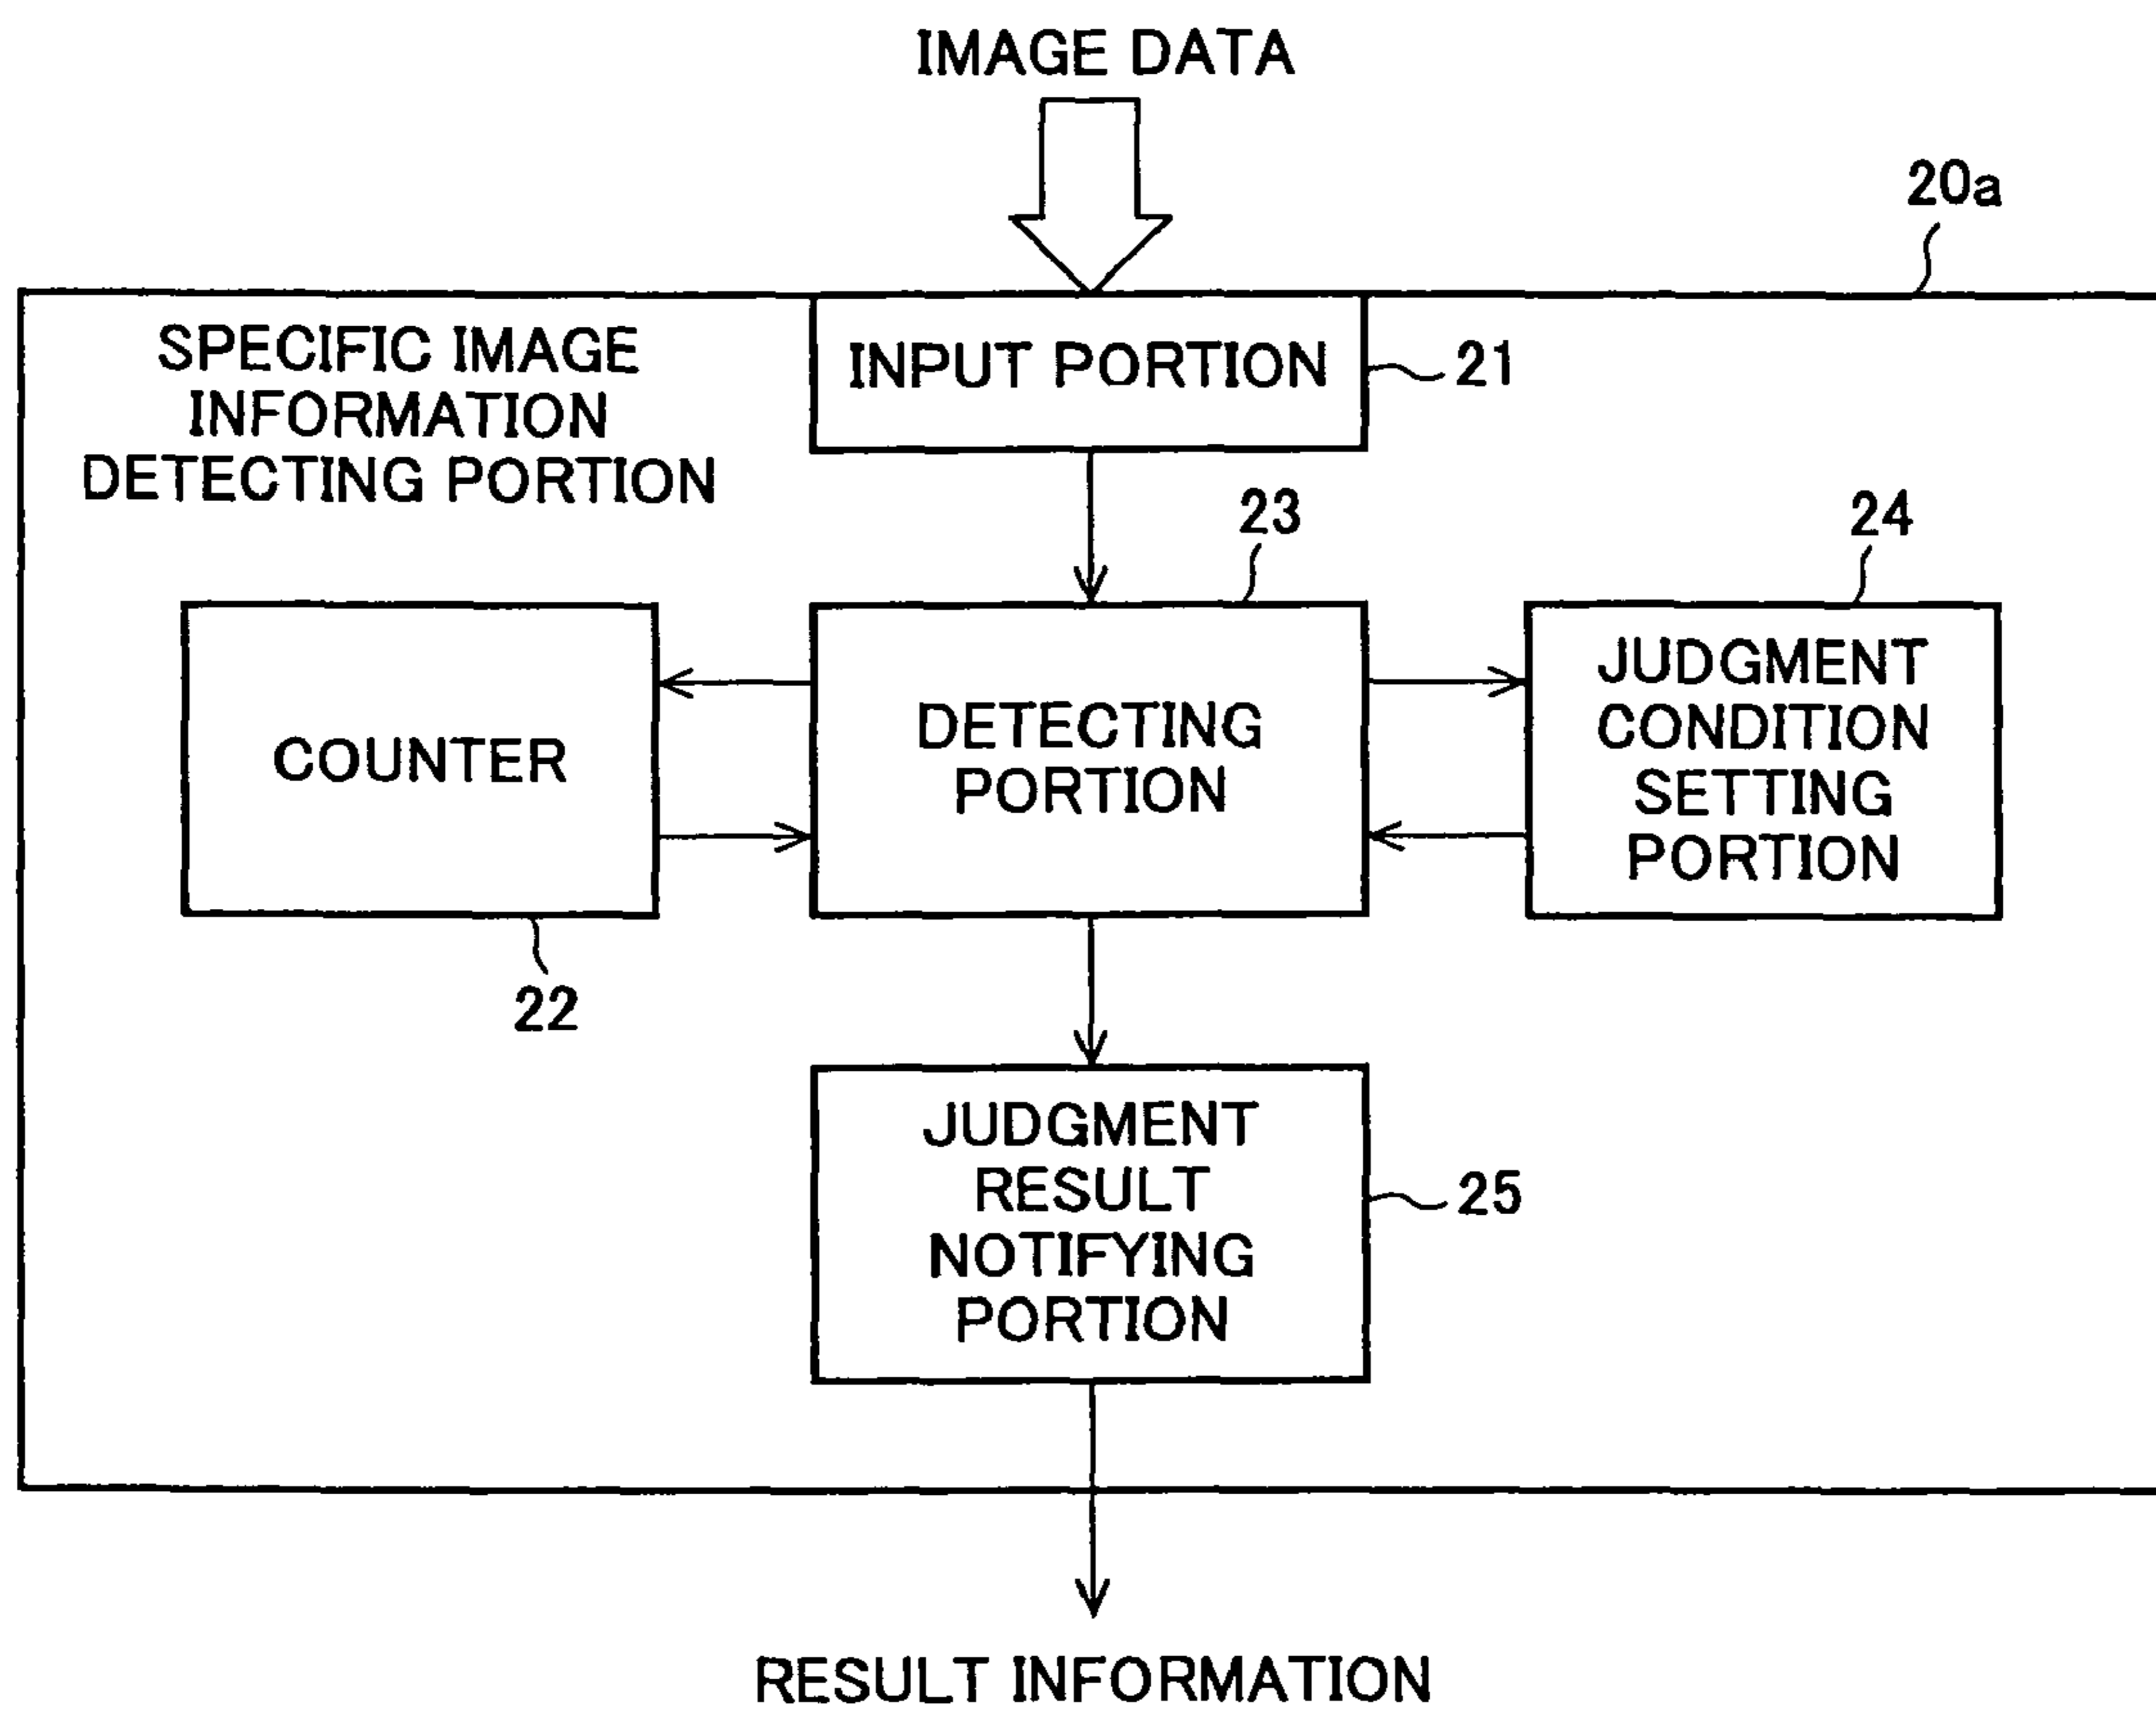 IMAGE DATA
20a
SPECIFIC IMAGE
INFORMATION
DETECTING PORTION
INPUT PORTION
21
23
24
COUNTER
22
DETECTING
PORTION
JUDGMENT
CONDITION
SETTING
PORTION
JUDGMENT
RESULT
NOTIFYING
PORTION
25
RESULT INFORMATION